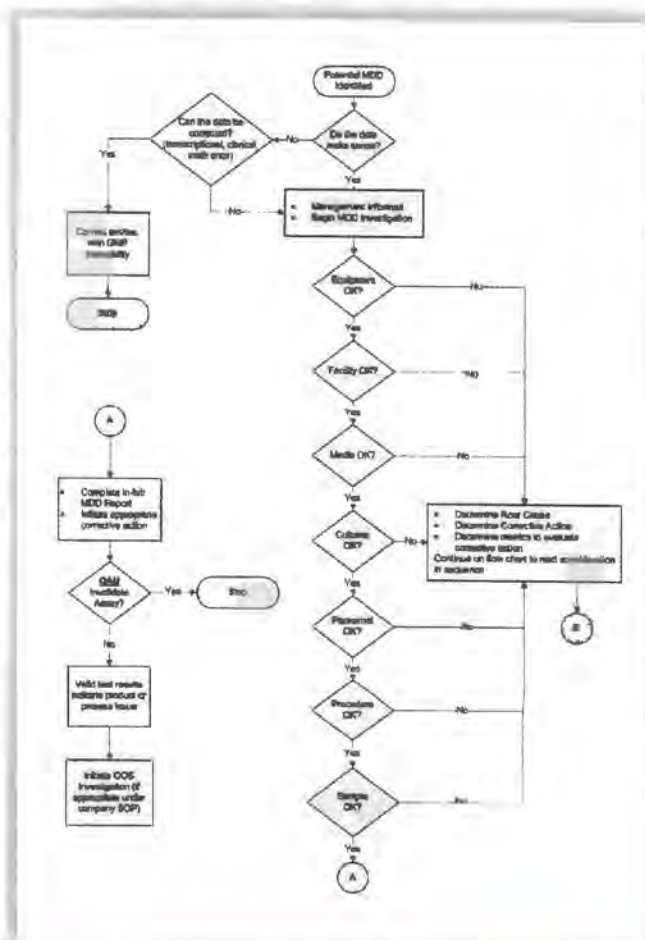 Potential MDD
Identified
Do the data
make sense?
No
Can the data be
corrected?
(transcriptional, clinical,
math error)
Yes
Yes
No
Management Informed
Begin MDD Investigation
Correct entries
with GMP
traceability
Stop
Equipment
OK?
No
Yes
Facility OK?
No
Yes
Media OK?
No
Yes
Cultures
OK?
No
Determine Root Cause
Determine Corrective Action
Determine metrics to evaluate
corrective action
Continue on flow chart to next consideration
in sequence
Yes
Personnel
OK?
No
Yes
Procedure
OK?
No
Yes
Sample
OK?
No
Yes
A
A
Complete In-lab
MDD Report
Initiate appropriate
corrective action
QAU
Invalidate
Assay?
Yes
Stop
No
Valid test results
indicate product or
process issue
Initiate OOS
Investigation (if
appropriate under
company SOP)